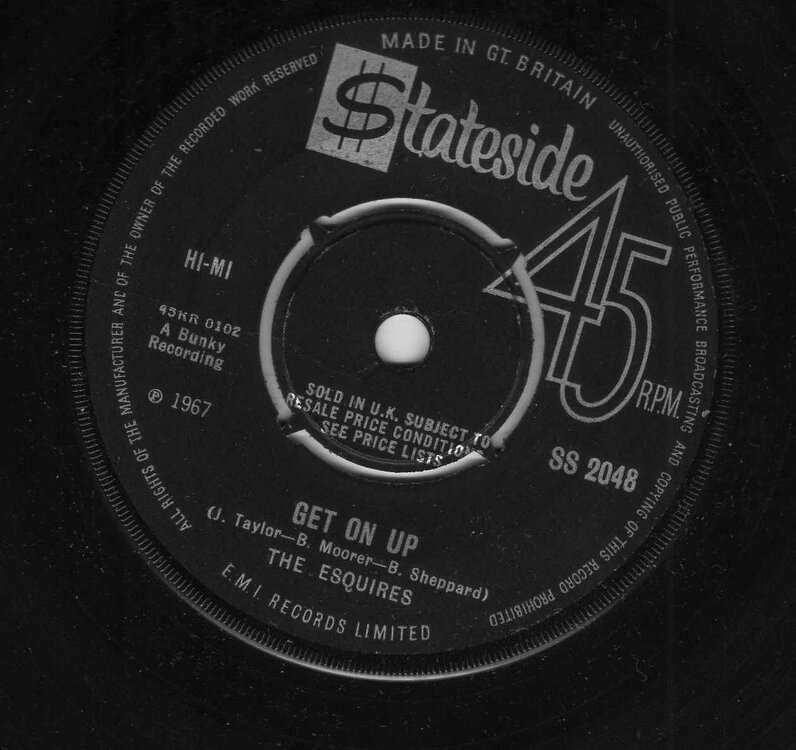 MADE IN GT. BRITAIN
$tateside
45 R.P.M.
HI-MI
45KR 0102
A Bunky
Recording
℗ 1967
SOLD IN U.K. SUBJECT TO
RESALE PRICE CONDITIONS
SEE PRICE LISTS
SS 2048
GET ON UP
(J. Taylor—B. Moorer—B. Sheppard)
THE ESQUIRES
E.M.I. RECORDS LIMITED
ALL RIGHTS OF THE MANUFACTURER AND OF THE OWNER OF THE RECORDED WORK RESERVED
UNAUTHORISED PUBLIC PERFORMANCE BROADCASTING AND COPYING OF THIS RECORD PROHIBITED